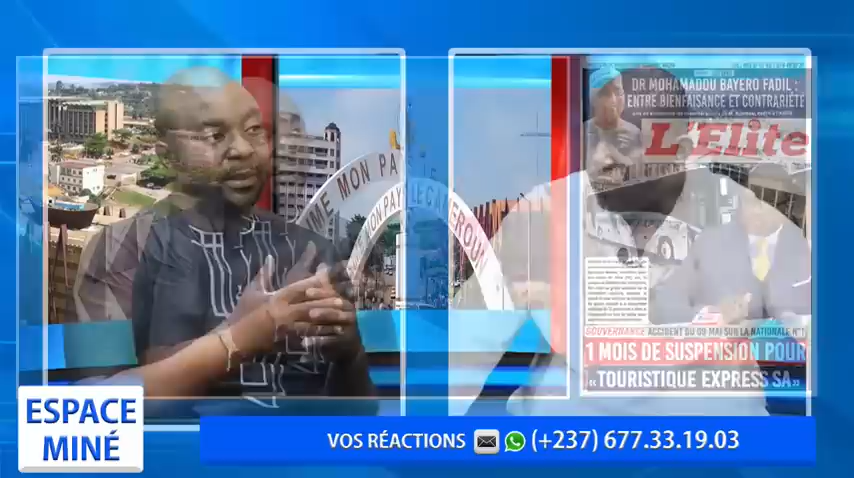 DR MOHAMADOU BAYERO FADIL :
ENTRE BIENFAISANCE ET CONTRARIÉTÉ
L'Elite
ME MON PAY
MON PAYS LE CAMEROUN
GOUVERNANCE ACCIDENT DU 09 MAI SUR LA NATIONALE N°1
1 MOIS DE SUSPENSION POUR
« TOURISTIQUE EXPRESS SA »
ESPACE
MINÉ
VOS RÉACTIONS (+237) 677.33.19.03